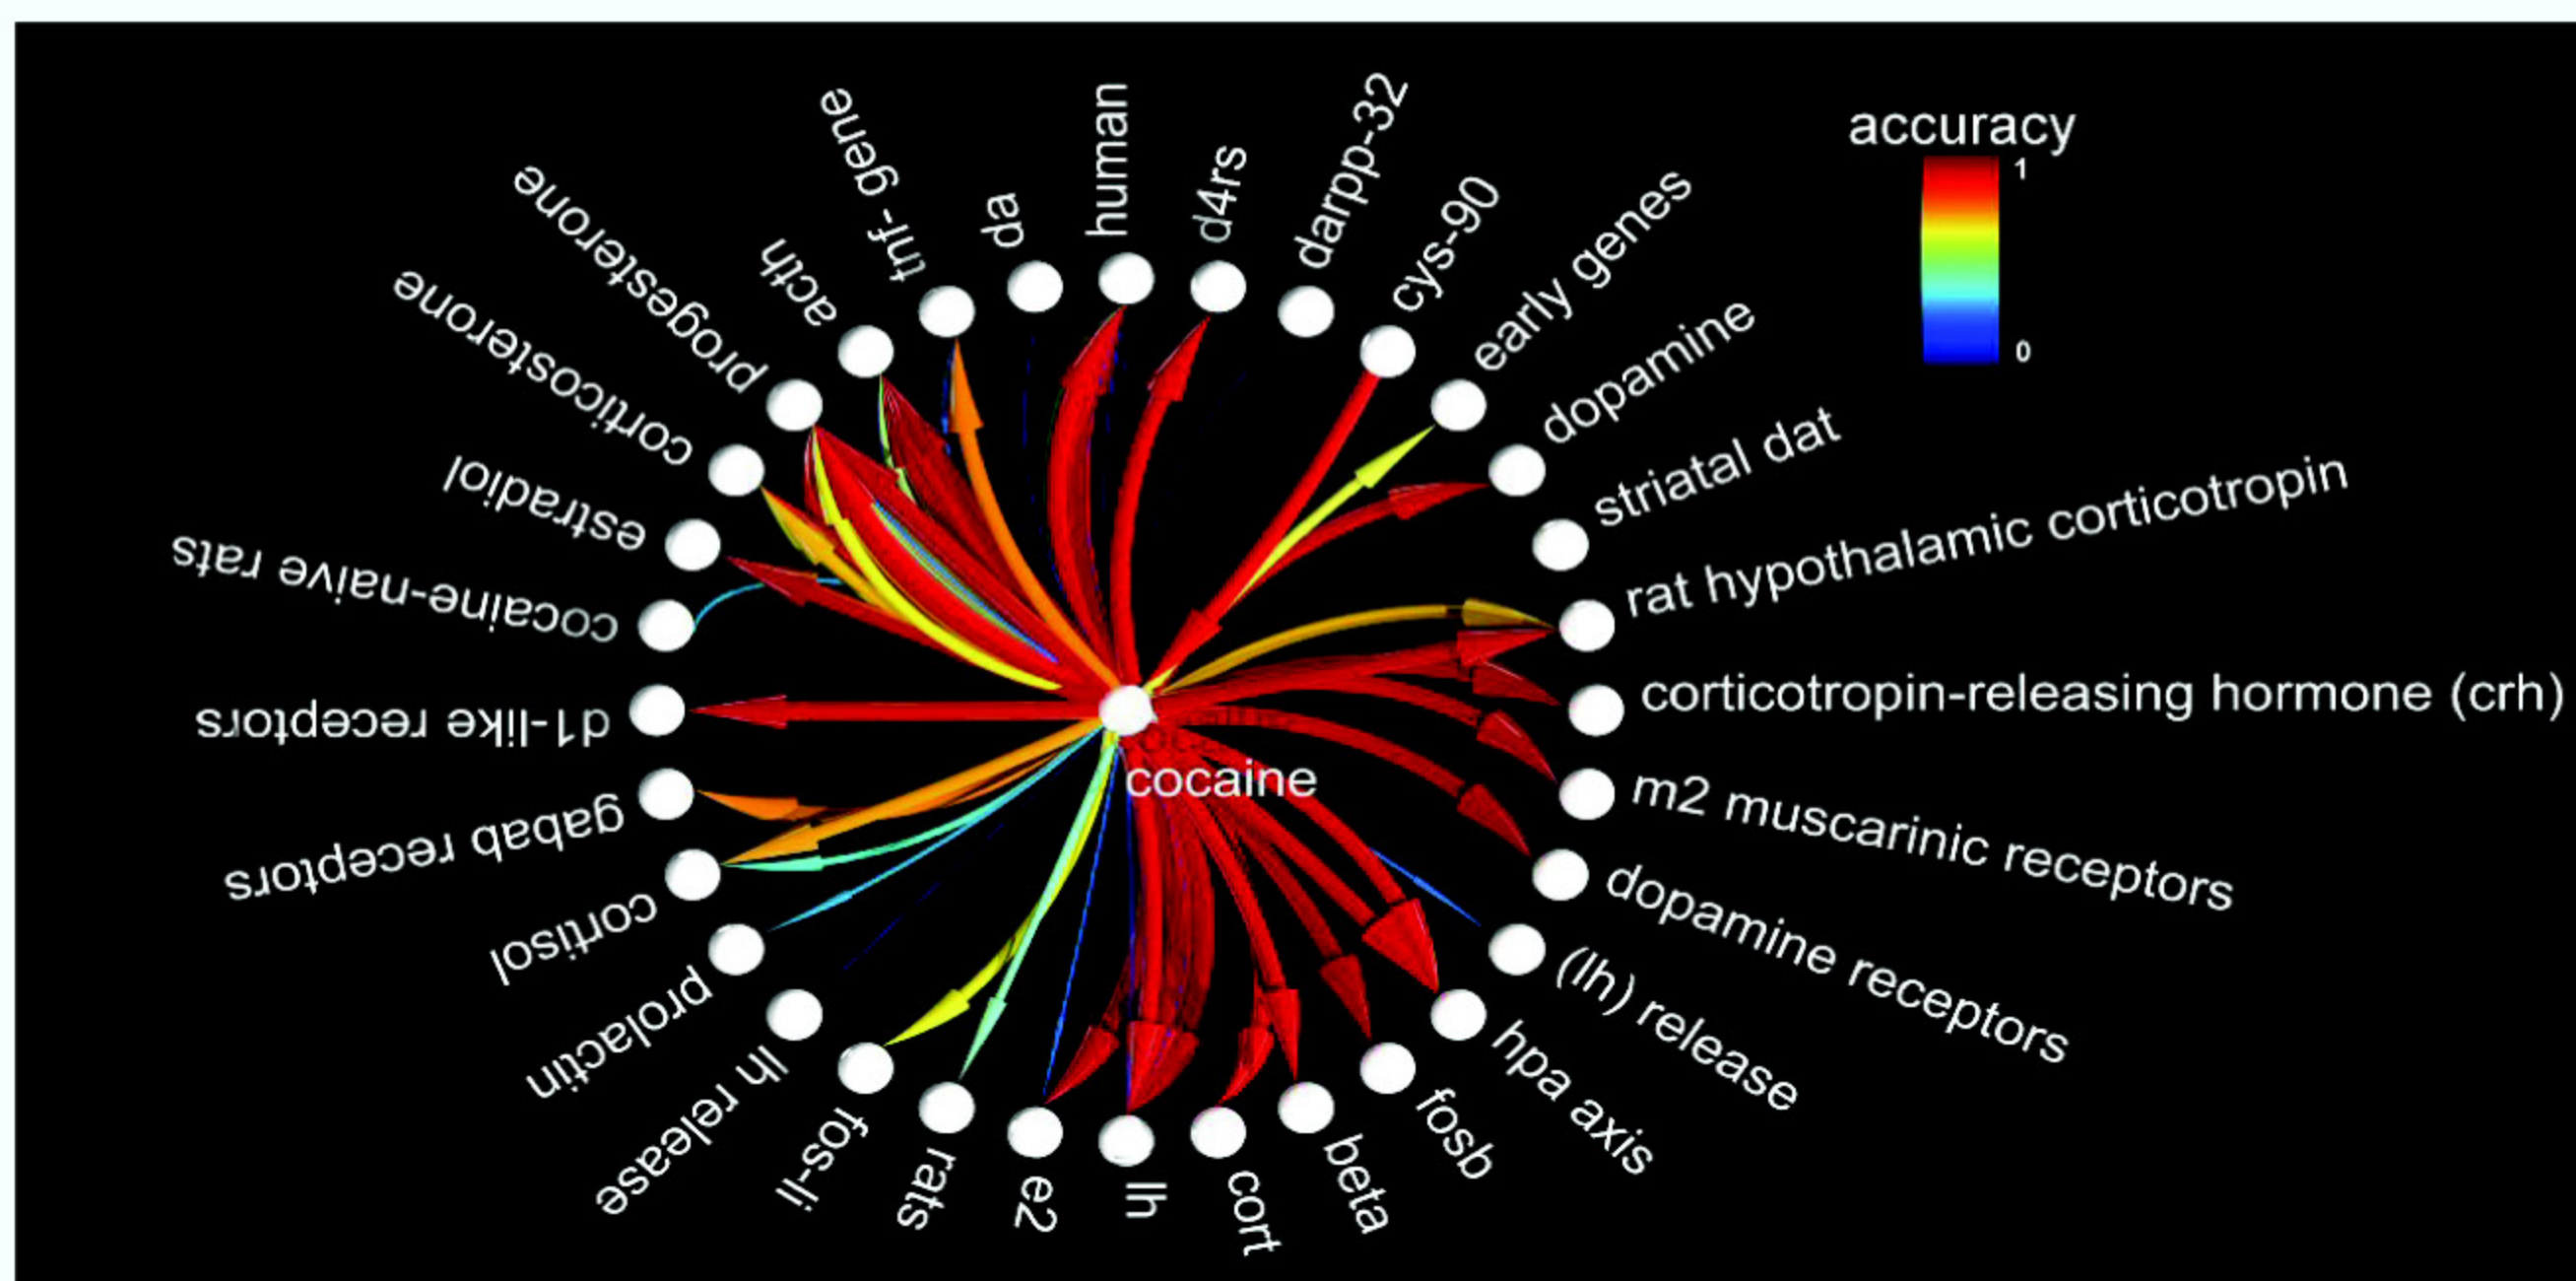 accuracy
1
0
human
d4rs
darpp-32
cys-90
early genes
dopamine
striatal dat
rat hypothalamic corticotropin
corticotropin-releasing hormone (crh)
m2 muscarinic receptors
dopamine receptors
(lh) release
hpa axis
fosb
beta
cort
lh
e2
rats
fos-li
lh release
prolactin
cortisol
gabab receptors
d1-like receptors
cocaine-naive rats
estradiol
corticosterone
progesterone
acth
tnf- gene
da
cocaine